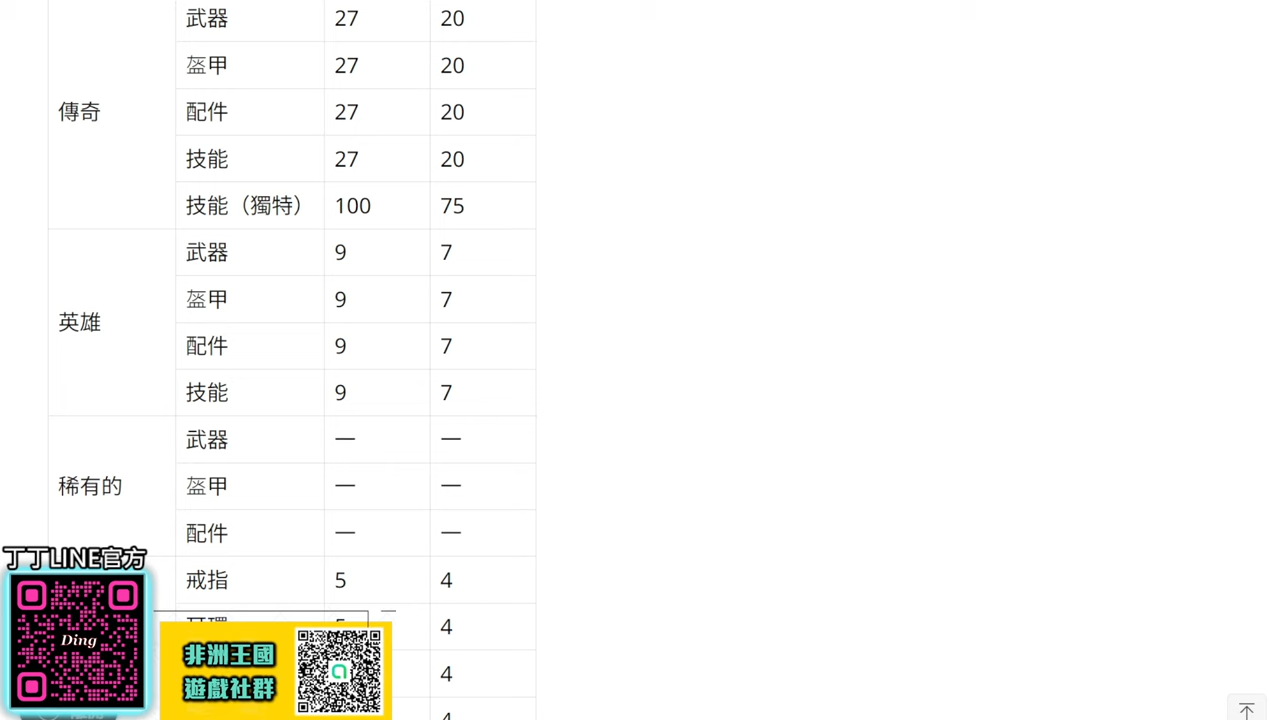 武器 27 20
盔甲 27 20
傳奇 配件 27 20
技能 27 20
技能（獨特） 100 75
武器 9 7
盔甲 9 7
英雄
配件 9 7
技能 9 7
武器 — —
稀有的 盔甲 — —
配件 — —
戒指 5 4
4
4
丁丁LINE官方
Ding
非洲王國
遊戲社群